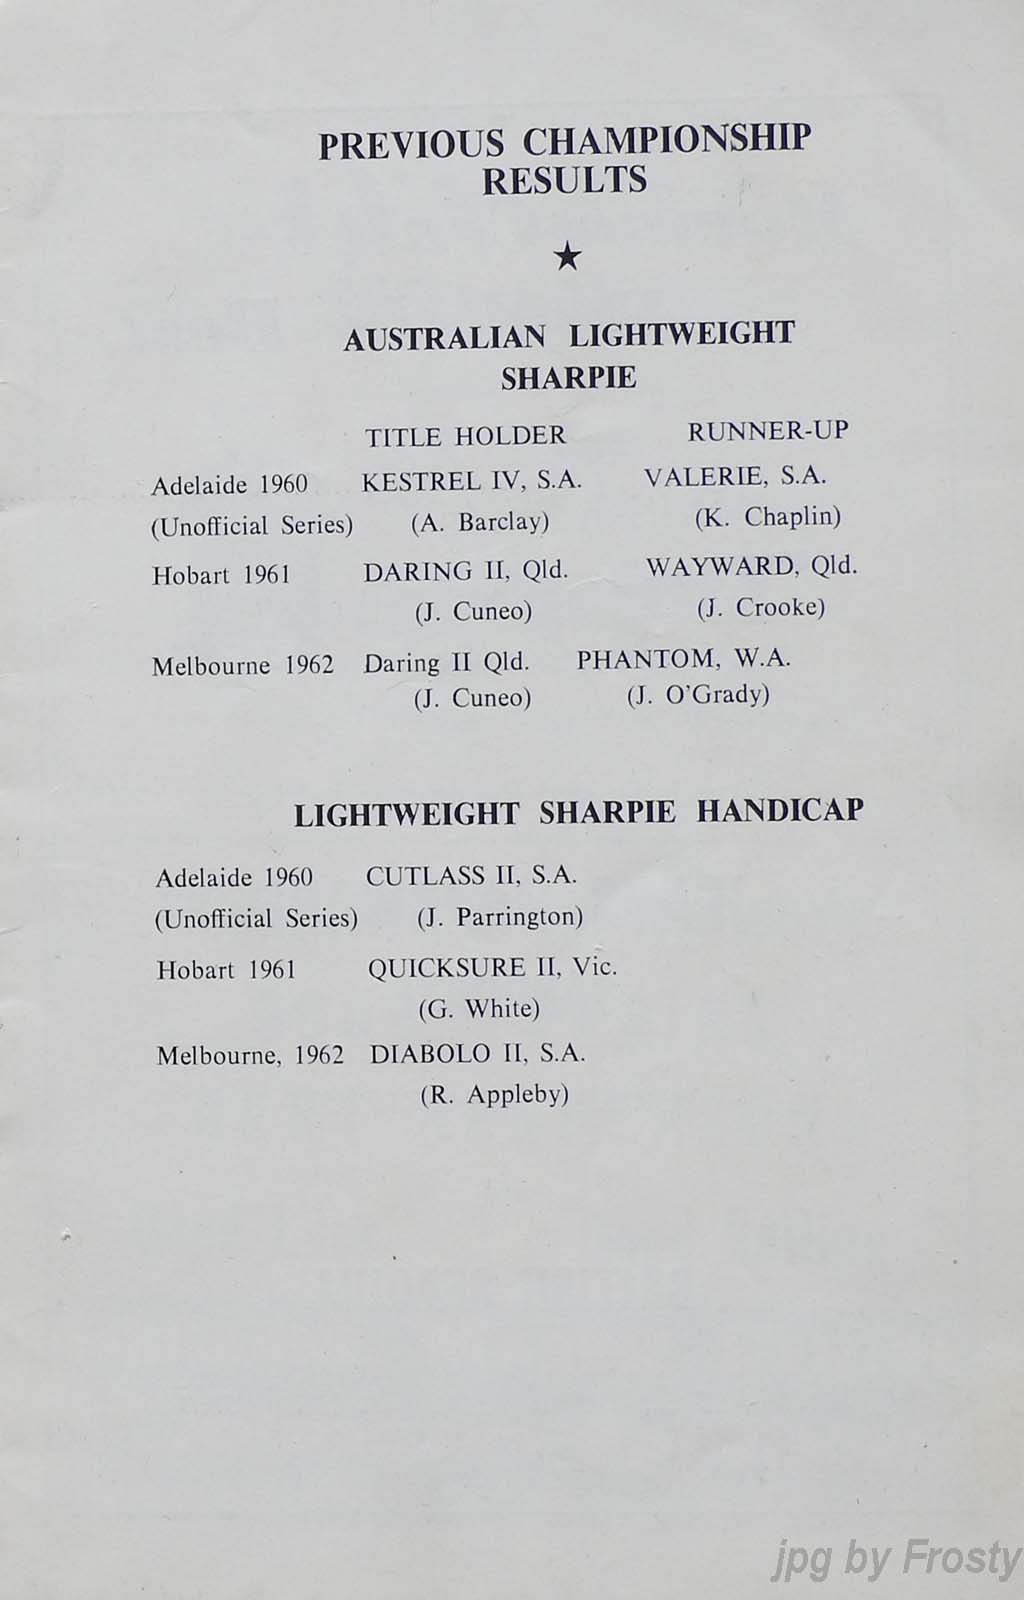 PREVIOUS CHAMPIONSHIP
RESULTS
★
AUSTRALIAN LIGHTWEIGHT
SHARPIE
TITLE HOLDER RUNNER-UP
Adelaide 1960 KESTREL IV, S.A. VALERIE, S.A.
(Unofficial Series) (A. Barclay) (K. Chaplin)
Hobart 1961 DARING II, Qld. WAYWARD, Qld.
(J. Cuneo) (J. Crooke)
Melbourne 1962 Daring II Qld. PHANTOM, W.A.
(J. Cuneo) (J. O'Grady)
LIGHTWEIGHT SHARPIE HANDICAP
Adelaide 1960 CUTLASS II, S.A.
(Unofficial Series) (J. Parrington)
Hobart 1961 QUICKSURE II, Vic.
(G. White)
Melbourne, 1962 DIABOLO II, S.A.
(R. Appleby)
jpg by Frosty